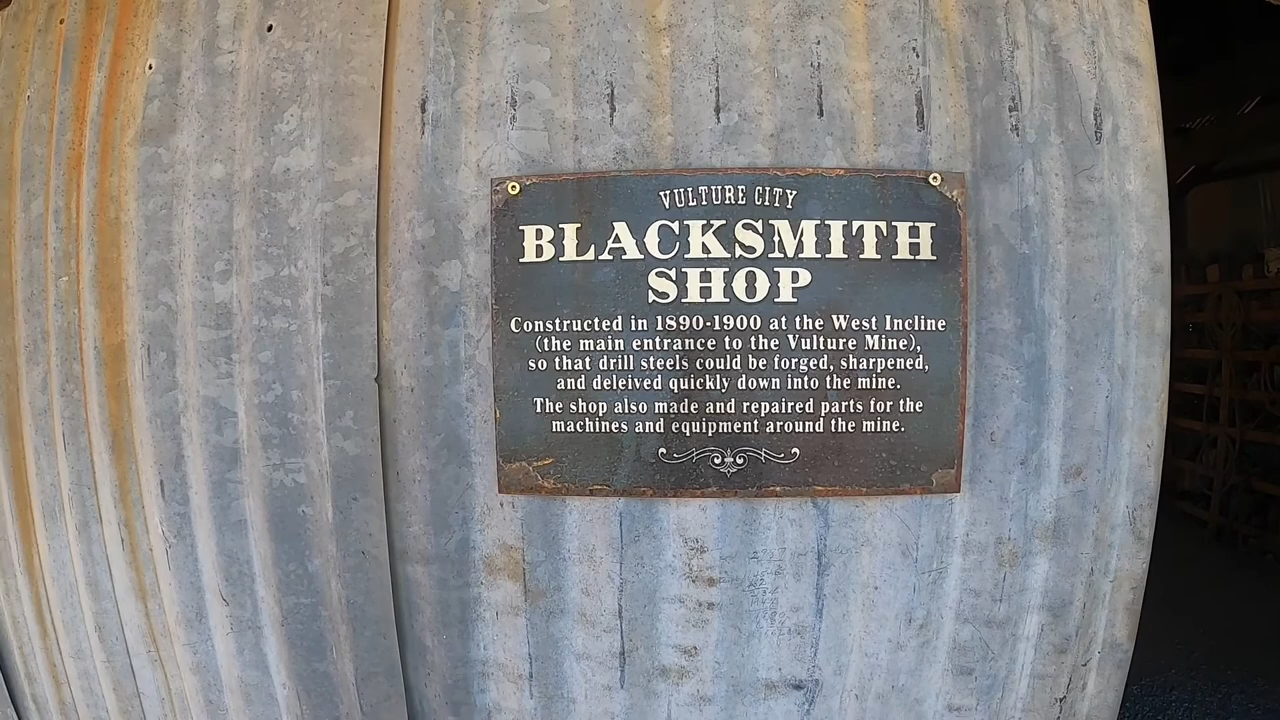 VULTURE CITY
BLACKSMITH
SHOP
Constructed in 1890-1900 at the West Incline
(the main entrance to the Vulture Mine),
so that drill steels could be forged, sharpened,
and deleived quickly down into the mine.
The shop also made and repaired parts for the
machines and equipment around the mine.